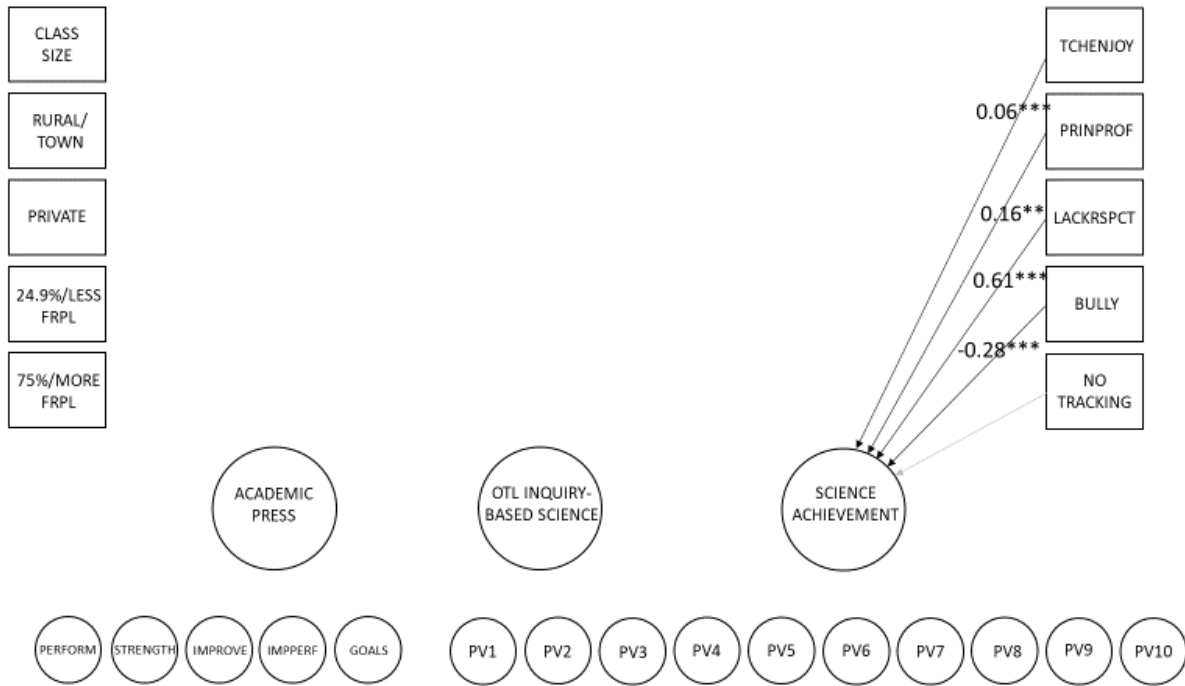 CLASS
SIZE
RURAL/
TOWN
PRIVATE
24.9%/LESS
FRPL
75%/MORE
FRPL
TCHENJOY
0.06***
PRINPROF
0.16**
LACKRSPCT
0.61***
BULLY
-0.28***
NO
TRACKING
ACADEMIC
PRESS
OTL INQUIRY-
BASED SCIENCE
SCIENCE
ACHIEVEMENT
PERFORM
STRENGTH
IMPROVE
IMPPERF
GOALS
PV1
PV2
PV3
PV4
PV5
PV6
PV7
PV8
PV9
PV10